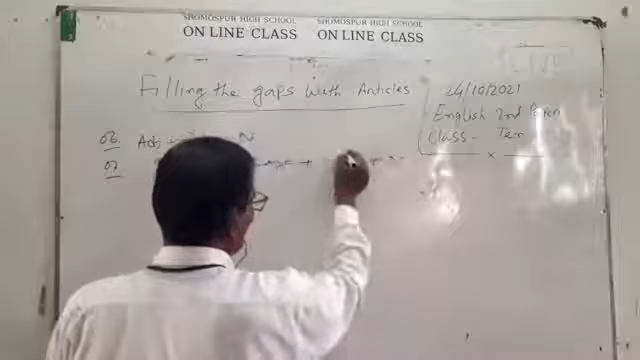 SHOMOSPUR HIGH SCHOOL SHOMOSPUR HIGH SCHOOL
ON LINE CLASS ON LINE CLASS
Filling the gaps with Articles
24/10/2021
English 2nd Paper
Class - Ten
06. Adj N
07